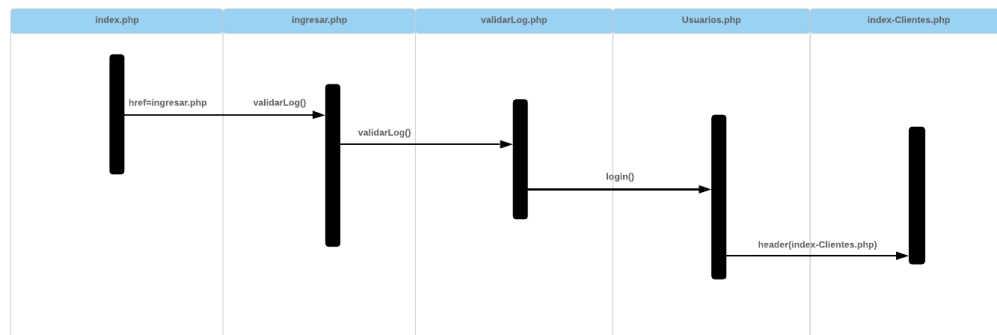 index.php
ingresar.php
validarLog.php
Usuarios.php
index-Clientes.php
href=ingresar.php
validarLog()
validarLog()
login()
header(index-Clientes.php)